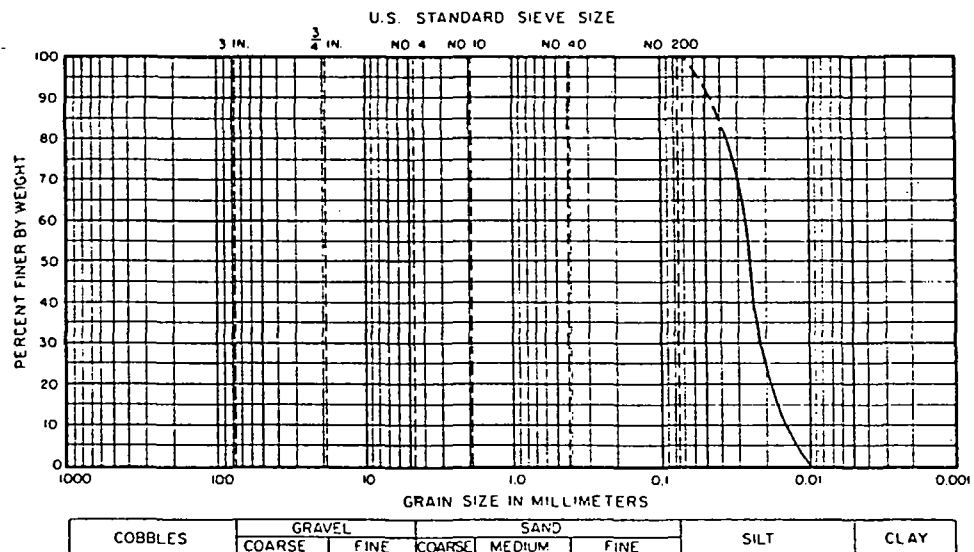 U.S. STANDARD SIEVE SIZE
3 IN. 3/4 IN. NO 4 NO 10 NO 40 NO 200
100
90
80
70
60
50
40
30
20
10
0
PERCENT FINER BY WEIGHT
1000 100 10 1.0 0.1 0.01 0.001
GRAIN SIZE IN MILLIMETERS
COBBLES GRAVEL SAND SILT CLAY
COARSE FINE COARSE MEDIUM FINE